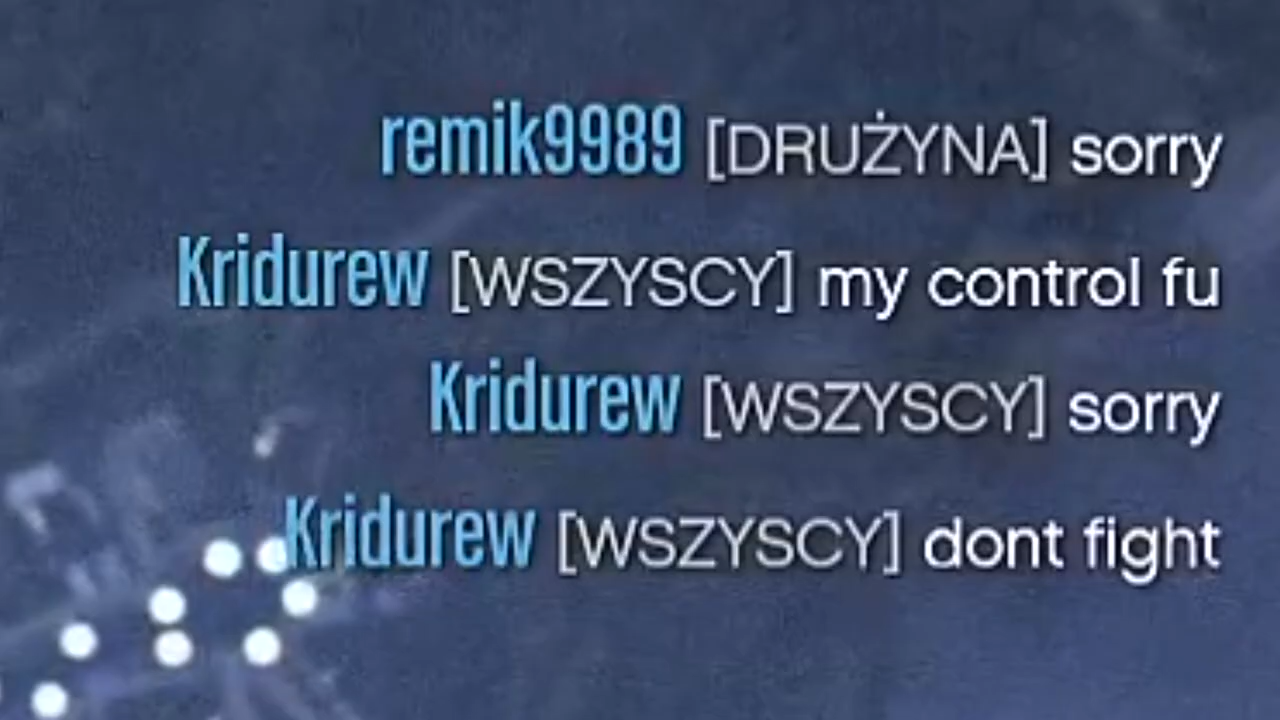 remik9989 [DRUŻYNA] sorry
Kridurew [WSZYSCY] my control fu
Kridurew [WSZYSCY] sorry
Kridurew [WSZYSCY] dont fight